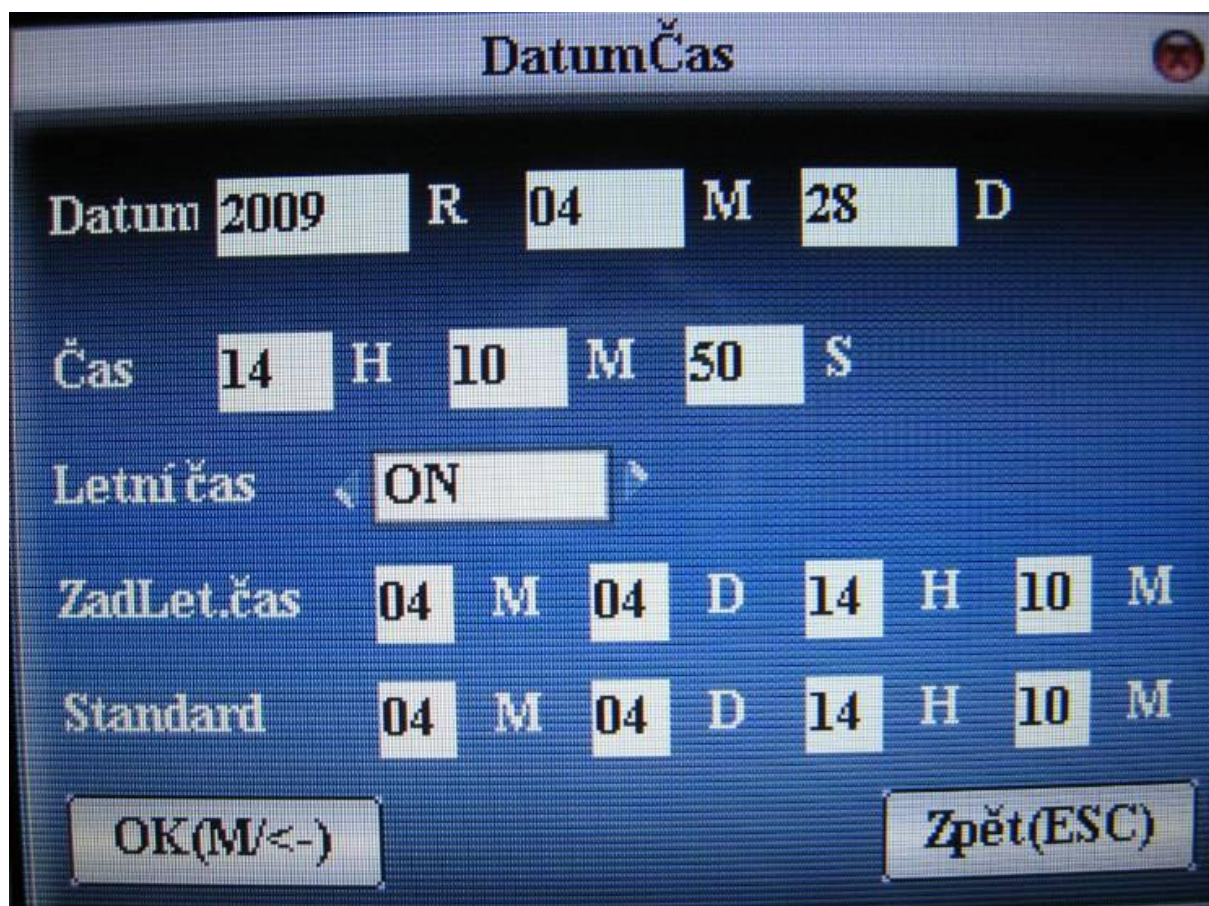 DatumČas
Datum 2009 R 04 M 28 D
Čas 14 H 10 M 50 S
Letní čas ON
ZadLet.čas 04 M 04 D 14 H 10 M
Standard 04 M 04 D 14 H 10 M
OK(M/<-) Zpět(ESC)